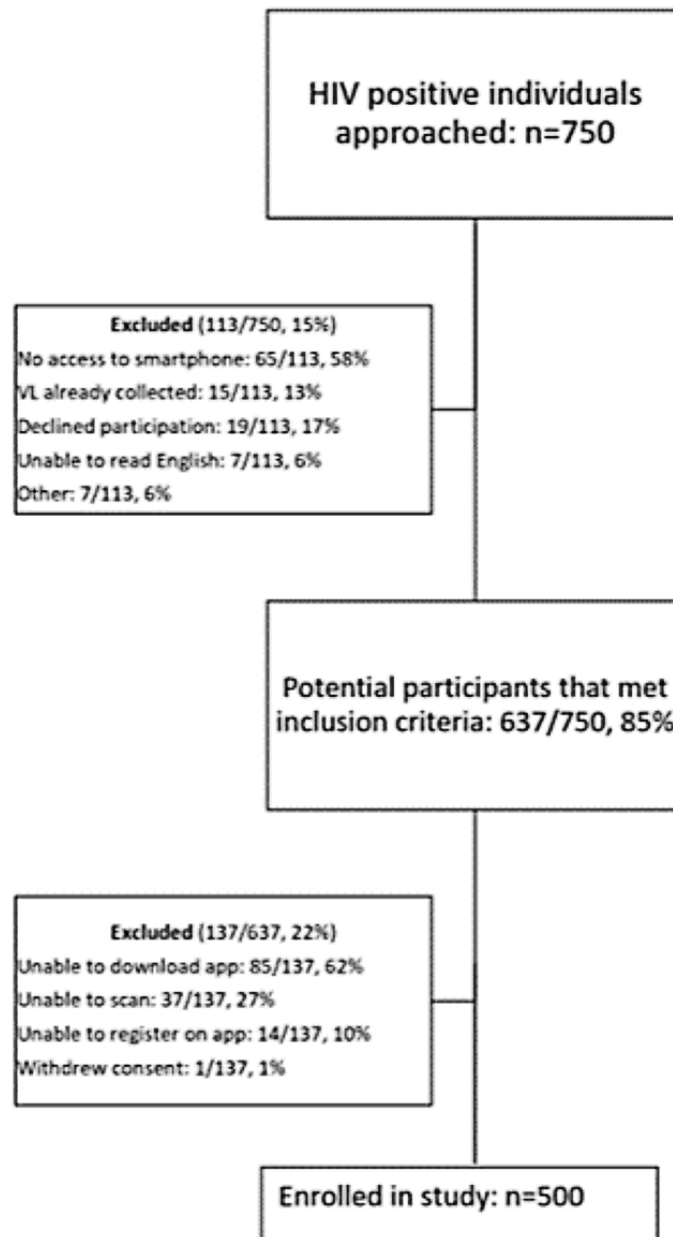 HIV positive individuals
approached: n=750
Excluded (113/750, 15%)
No access to smartphone: 65/113, 58%
VL already collected: 15/113, 13%
Declined participation: 19/113, 17%
Unable to read English: 7/113, 6%
Other: 7/113, 6%
Potential participants that met
inclusion criteria: 637/750, 85%
Excluded (137/637, 22%)
Unable to download app: 85/137, 62%
Unable to scan: 37/137, 27%
Unable to register on app: 14/137, 10%
Withdrew consent: 1/137, 1%
Enrolled in study: n=500